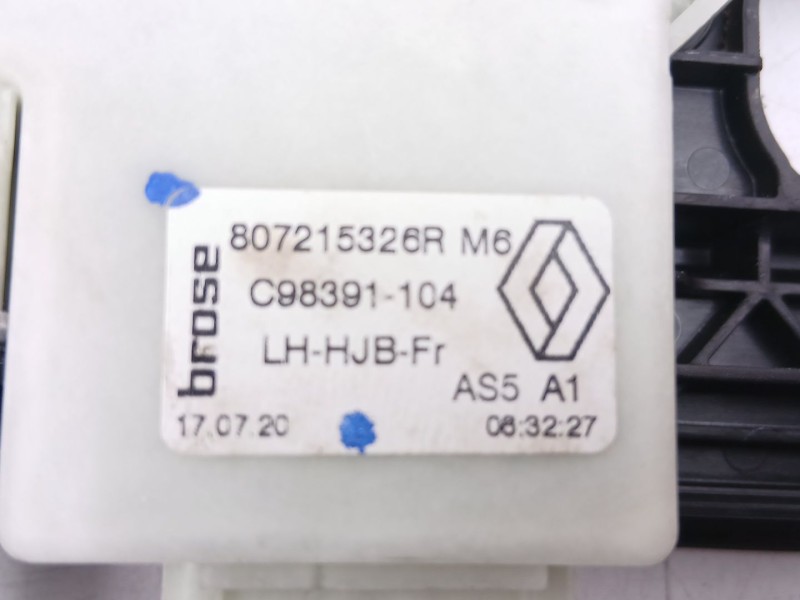 807215326R M6
brose
C98391-104
LH-HJB-Fr
AS5 A1
17.07.20
06:32:27